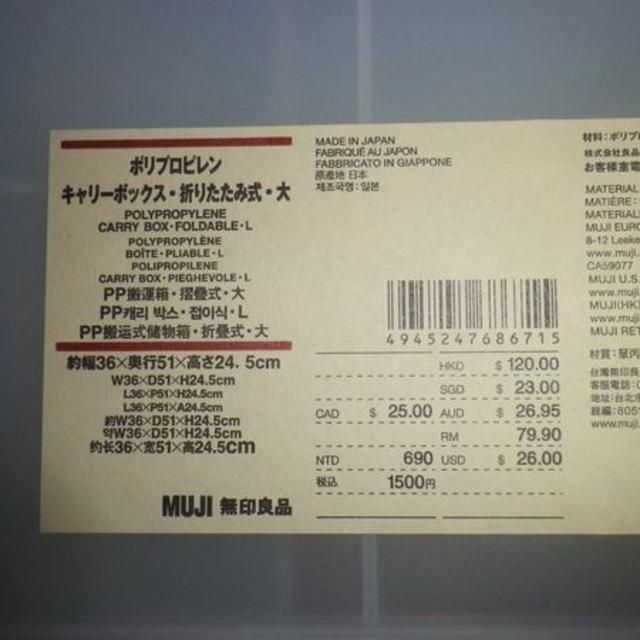 ポリプロピレン
キャリーボックス・折りたたみ式・大
POLYPROPYLENE
CARRY BOX・FOLDABLE・L
POLYPROPYLÈNE
BOÎTE・PLIABLE・L
POLIPROPILENE
CARRY BOX・PIEGHEVOLE・L
PP搬運箱・摺疊式・大
PP캐리 박스・접이식・L
PP搬运式储物箱・折叠式・大
約幅36×奥行51×高さ24.5cm
W36×D51×H24.5cm
L36×P51×H24.5cm
L36×P51×A24.5cm
約W36×D51×H24.5cm
약W36×D51×H24.5cm
约长36×宽51×高24.5cm
MUJI 無印良品
MADE IN JAPAN
FABRIQUÉ AU JAPON
FABBRICATO IN GIAPPONE
原產地 日本
제조국명:일본
4945247686715
HKD $ 120.00
SGD $ 23.00
CAD $ 25.00 AUD $ 26.95
RM 79.90
NTD 690 USD $ 26.00
税込 1500円
材料:ポリプ
株式会社良品
お客様室電
MATERIAL
MATIÈRE:
MATERIAL
MUJI EURO
8-12 Leeke
www.muji.
CA59077
MUJI U.S.
www.muji.
MUJI(HK)
www.muji
MUJI RET
材質:聚丙
台灣無印良
客服電話:
地址:台北市
統編:805
www.muji.